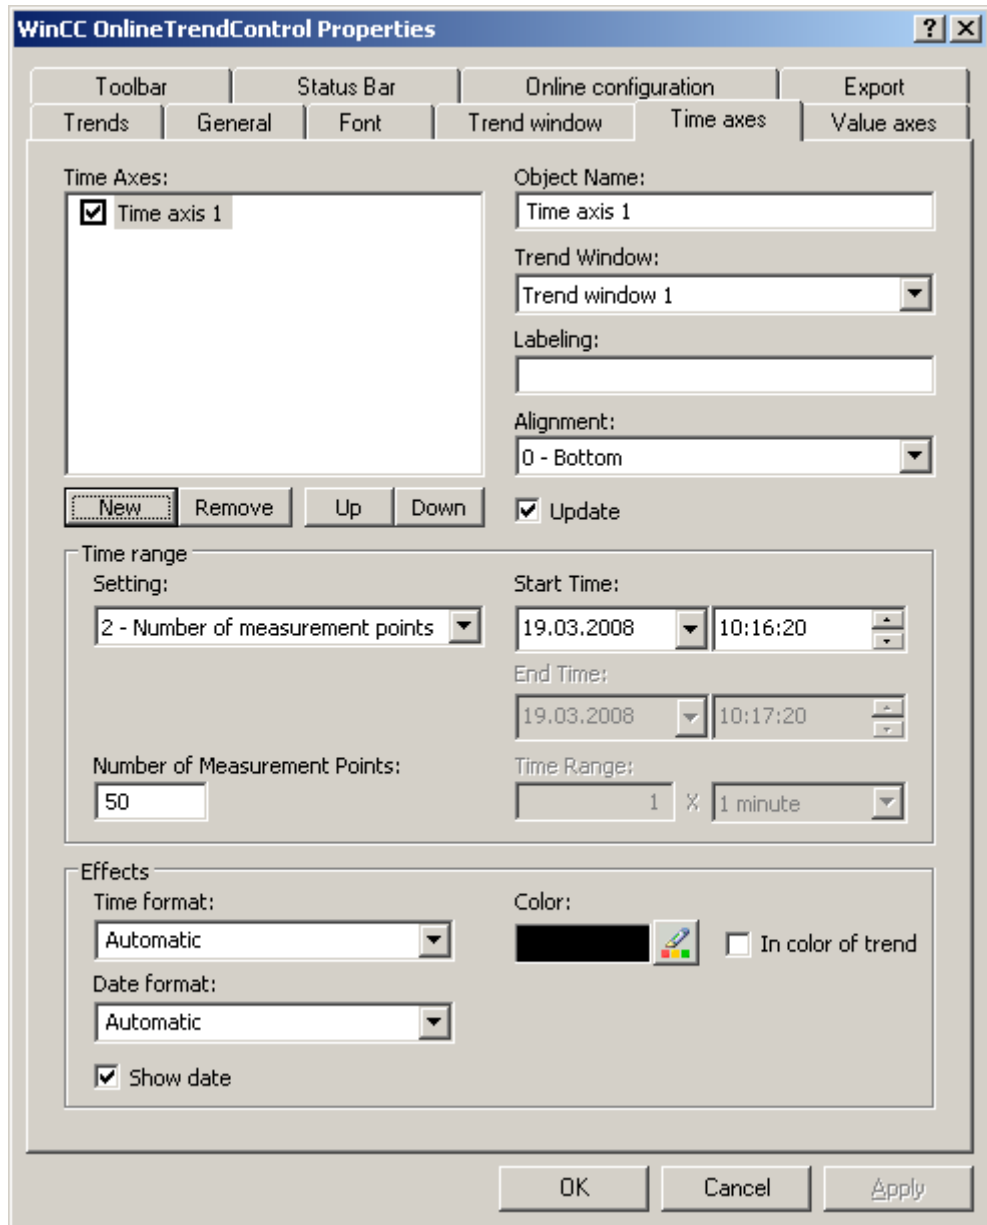 WinCC OnlineTrendControl Properties
Toolbar Status Bar Online configuration Export
Trends General Font Trend window Time axes Value axes
Time Axes:
Time axis 1
New Remove Up Down
Object Name:
Time axis 1
Trend Window:
Trend window 1
Labeling:
Alignment:
0 - Bottom
Update
Time range
Setting:
2 - Number of measurement points
Number of Measurement Points:
50
Start Time:
19.03.2008 10:16:20
End Time:
19.03.2008 10:17:20
Time Range:
1 X 1 minute
Effects
Time format:
Automatic
Date format:
Automatic
Show date
Color:
In color of trend
OK Cancel Apply